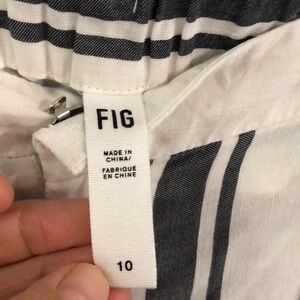 FIG
MADE IN
CHINA/
FABRIQUÉ
EN CHINE
10